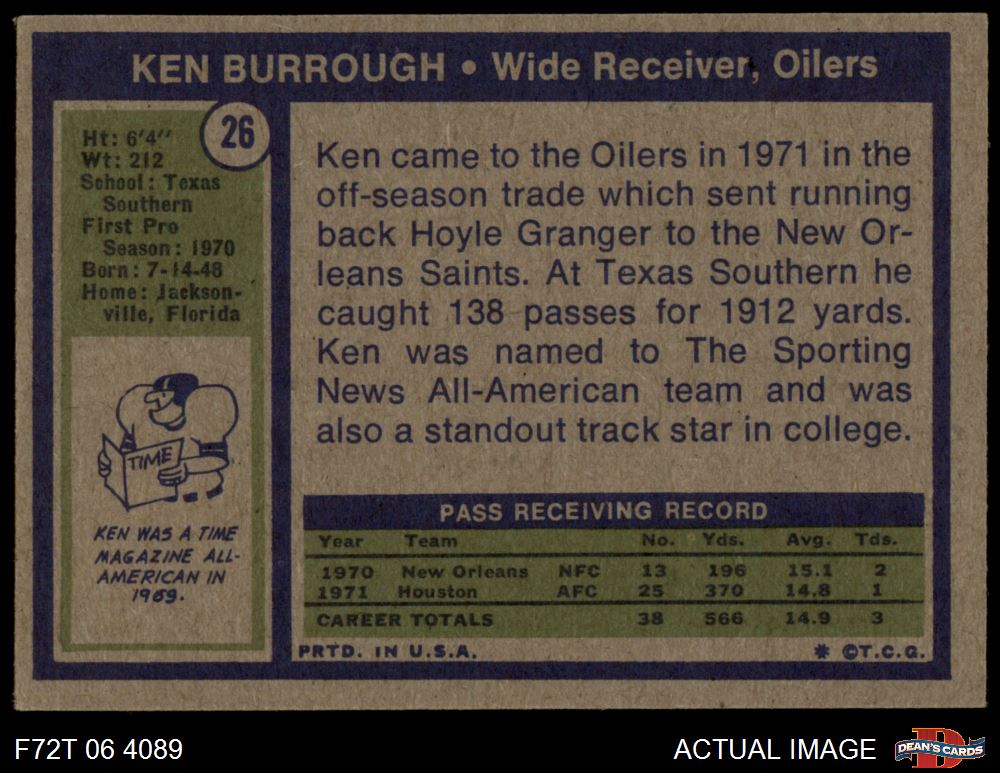 KEN BURROUGH • Wide Receiver, Oilers
26
Ht: 6'4"
Wt: 212
School: Texas
Southern
First Pro
Season: 1970
Born: 7-14-48
Home: Jackson-
ville, Florida
TIME
KEN WAS A TIME
MAGAZINE ALL-
AMERICAN IN
1969.
Ken came to the Oilers in 1971 in the
off-season trade which sent running
back Hoyle Granger to the New Or-
leans Saints. At Texas Southern he
caught 138 passes for 1912 yards.
Ken was named to The Sporting
News All-American team and was
also a standout track star in college.
PASS RECEIVING RECORD
Year Team No. Yds. Avg. Tds.
1970 New Orleans NFC 13 196 15.1 2
1971 Houston AFC 25 370 14.8 1
CAREER TOTALS 38 566 14.9 3
PRTD. IN U.S.A. * ©T.C.G.
F72T 06 4089
ACTUAL IMAGE
DEAN'S CARDS